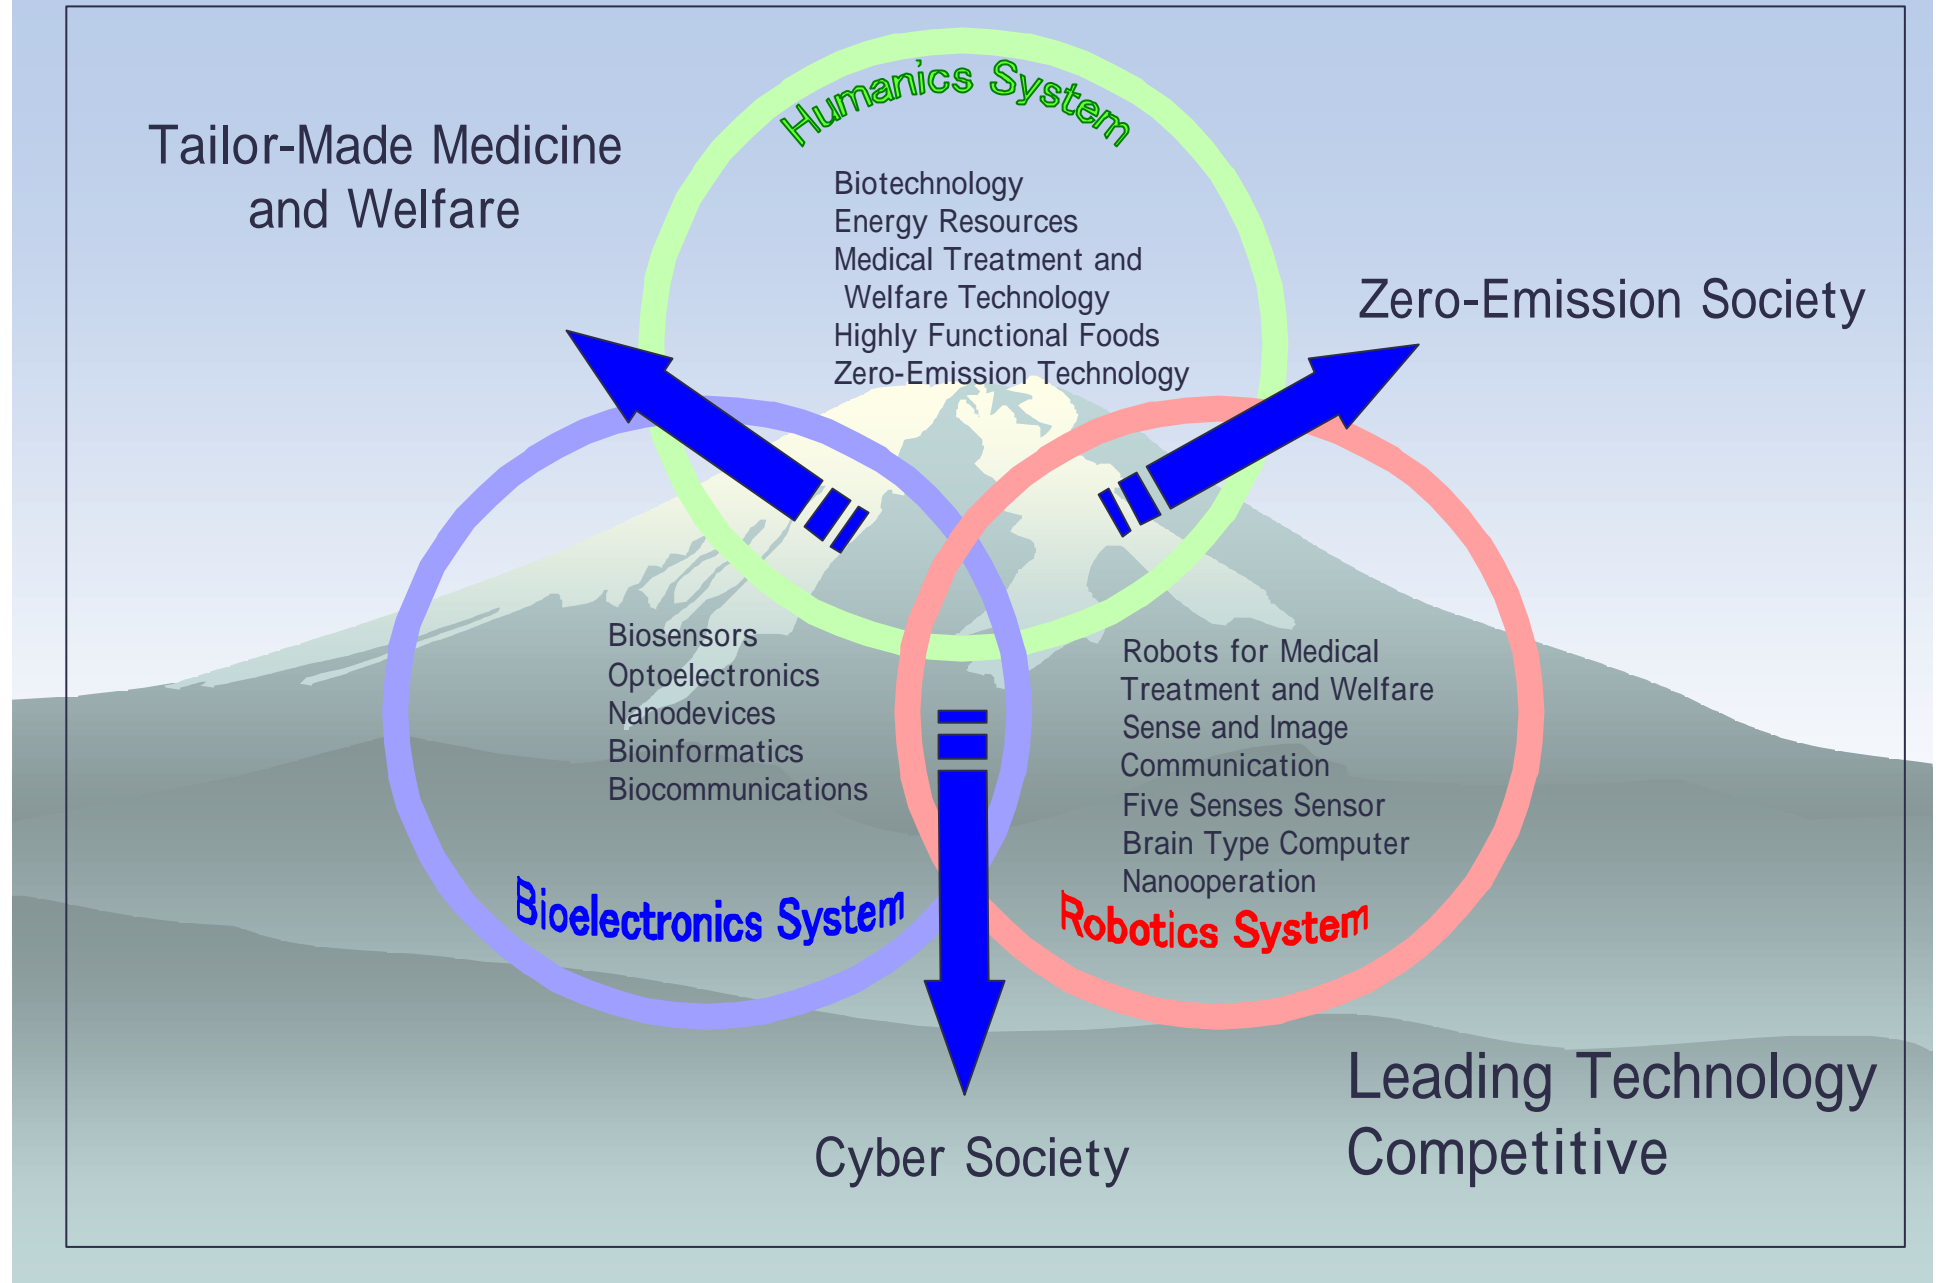 Humanics System
Tailor-Made Medicine
and Welfare
Biotechnology
Energy Resources
Medical Treatment and
Welfare Technology
Highly Functional Foods
Zero-Emission Technology
Zero-Emission Society
Biosensors
Optoelectronics
Nanodevices
Bioinformatics
Biocommunications
Bioelectronics System
Robots for Medical
Treatment and Welfare
Sense and Image
Communication
Five Senses Sensor
Brain Type Computer
Nanooperation
Robotics System
Cyber Society
Leading Technology
Competitive